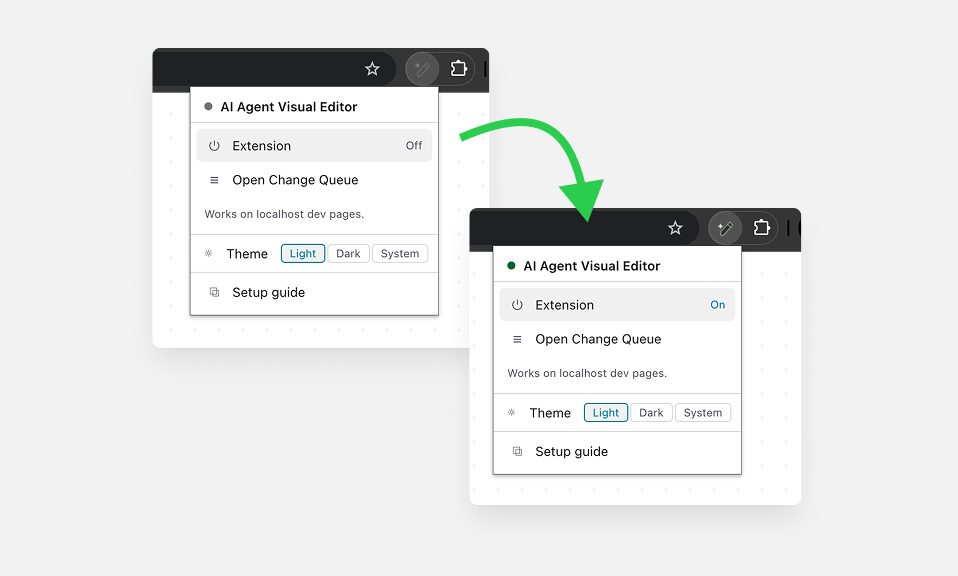 AI Agent Visual Editor
Extension Off
Open Change Queue
Works on localhost dev pages.
Theme Light Dark System
Setup guide
AI Agent Visual Editor
Extension On
Open Change Queue
Works on localhost dev pages.
Theme Light Dark System
Setup guide